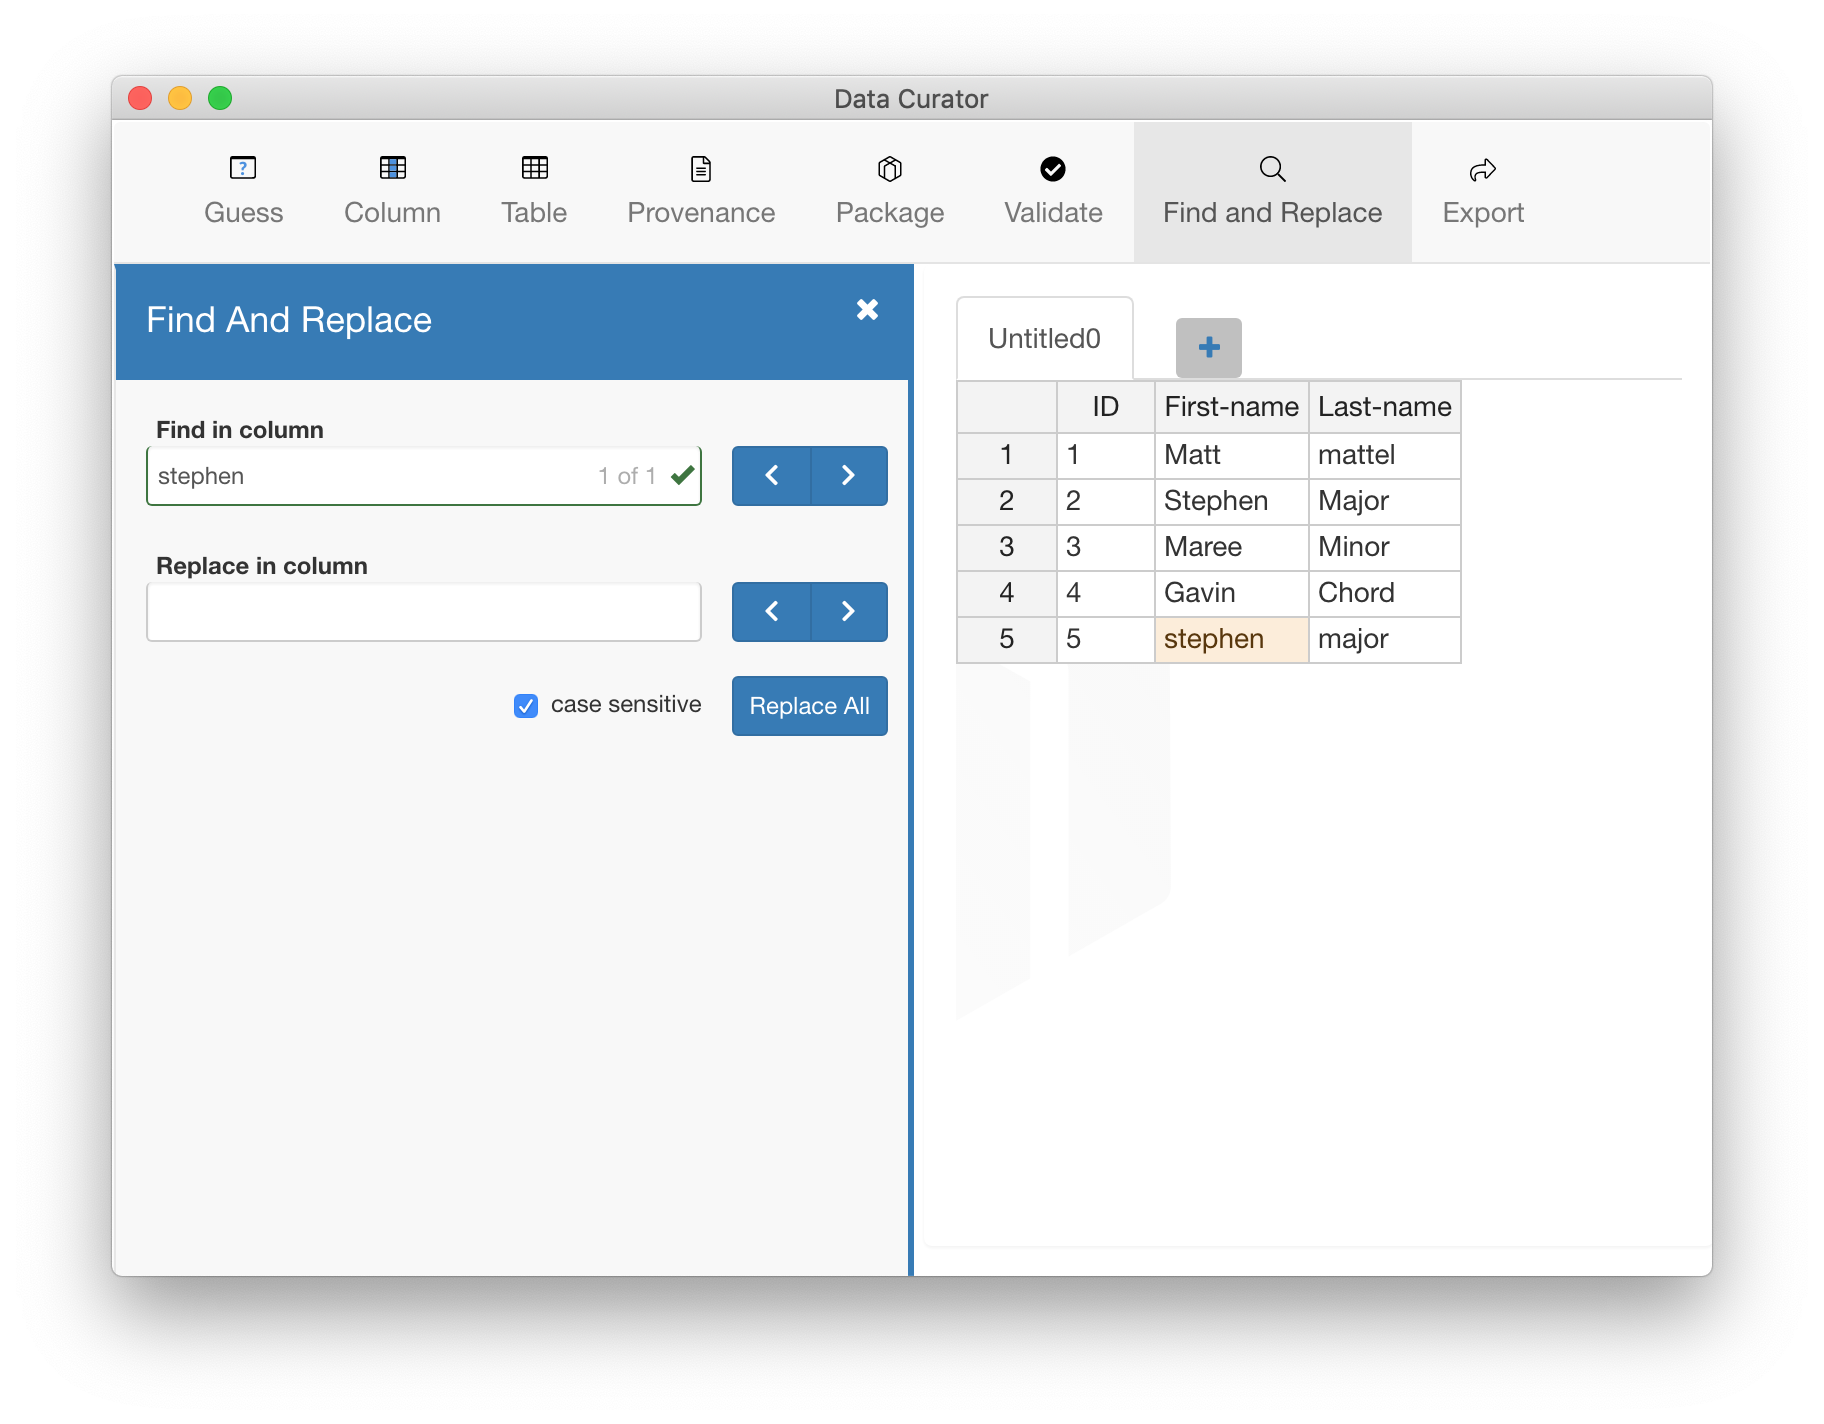 Data Curator
Guess Column Table Provenance Package Validate Find and Replace Export
Find And Replace
Find in column
stephen 1 of 1
Replace in column
case sensitive Replace All
Untitled0
ID First-name Last-name
1 1 Matt mattel
2 2 Stephen Major
3 3 Maree Minor
4 4 Gavin Chord
5 5 stephen major